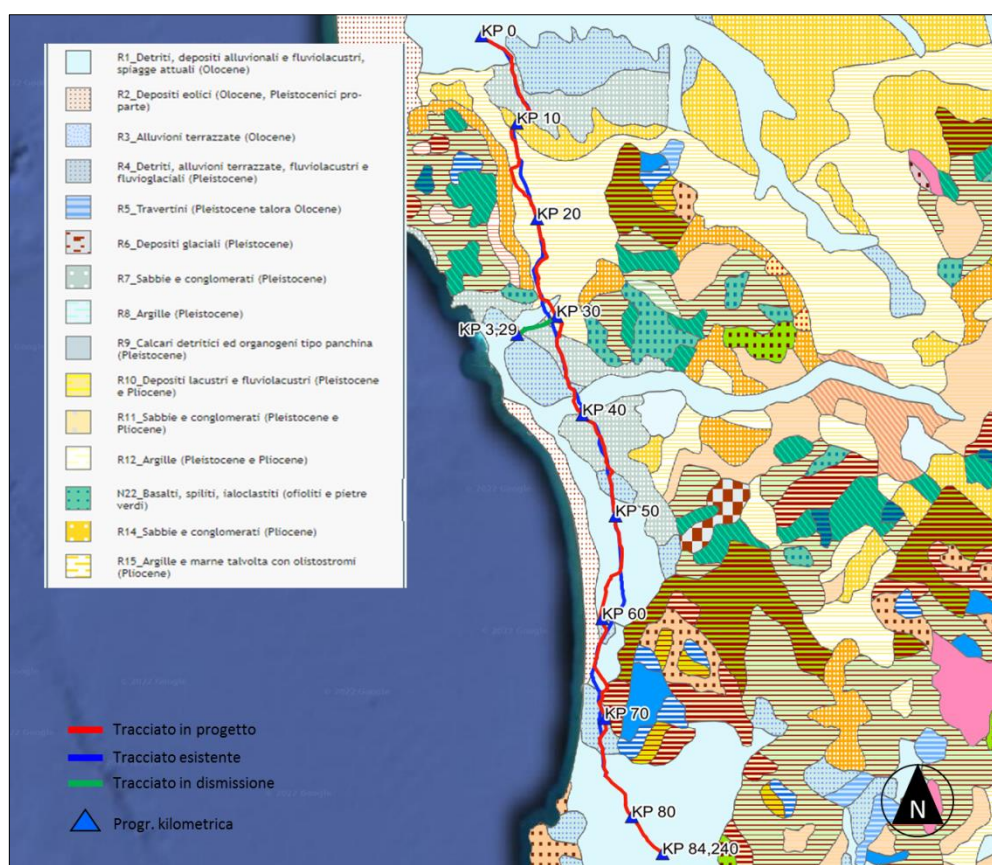 R1_Detriti, depositi alluvionali e fluviolacustri,
spiagge attuali (Olocene)
R2_Depositi eolici (Olocene, Pleistocenici pro-
parte)
R3_Alluvioni terrazzate (Olocene)
R4_Detriti, alluvioni terrazzate, fluviolacustri e
fluvioglaciali (Pleistocene)
R5_Travertini (Pleistocene talora Olocene)
R6_Depositi glaciali (Pleistocene)
R7_Sabbie e conglomerati (Pleistocene)
R8_Argille (Pleistocene)
R9_Calcari detritici ed organogeni tipo panchina
(Pleistocene)
R10_Depositi lacustri e fluviolacustri (Pleistocene
e Pliocene)
R11_Sabbie e conglomerati (Pleistocene e
Pliocene)
R12_Argille (Pleistocene e Pliocene)
N22_Basalti, spiliti, ialoclastiti (ofioliti e pietre
verdi)
R14_Sabbie e conglomerati (Pliocene)
R15_Argille e marne talvolta con olistostromi
(Pliocene)
KP 0
KP 10
KP 20
KP 30
KP 3,29
KP 40
KP 50
KP 60
KP 70
KP 80
KP 84,240
Tracciato in progetto
Tracciato esistente
Tracciato in dismissione
Progr. kilometrica
N